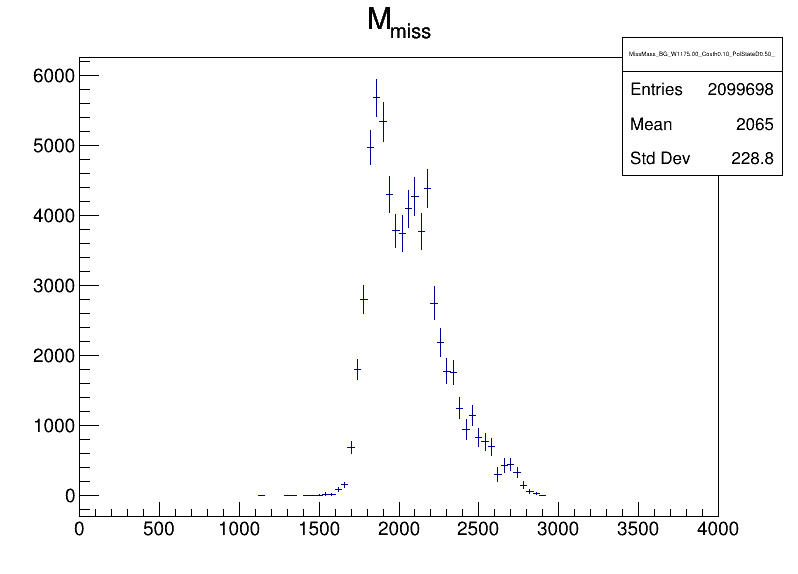 M_miss
MissMass_BG_W1175.00_Costh0.10_PolStateD0.50_
Entries 2099698
Mean 2065
Std Dev 228.8
6000
5000
4000
3000
2000
1000
0
0 500 1000 1500 2000 2500 3000 3500 4000